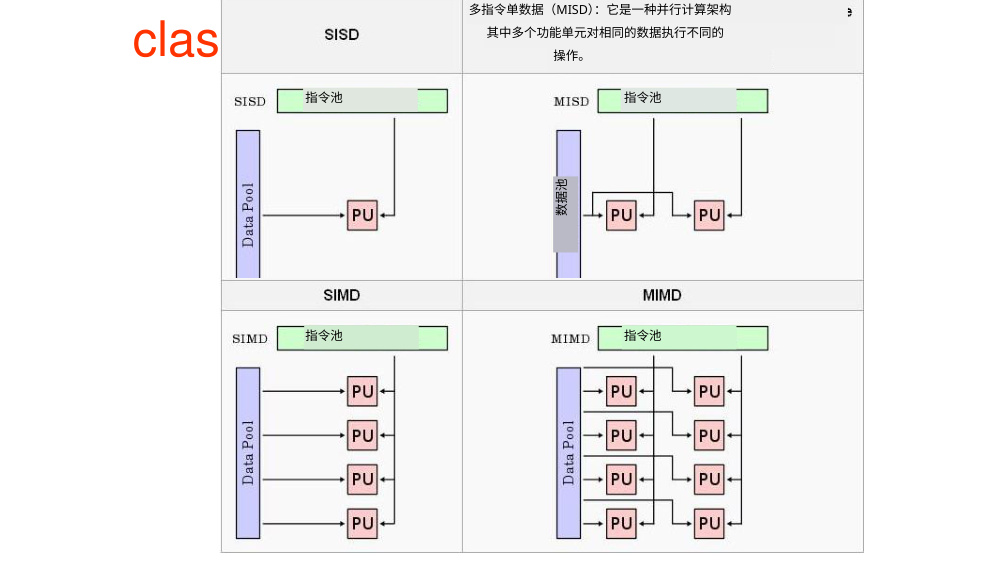 clas
SISD
多指令单数据（MISD）：它是一种并行计算架构
其中多个功能单元对相同的数据执行不同的
操作。
e
SISD
指令池
Data Pool
PU
MISD
指令池
数据池
PU
PU
SIMD
MIMD
SIMD
指令池
Data Pool
PU
PU
PU
PU
MIMD
指令池
Data Pool
PU
PU
PU
PU
PU
PU
PU
PU